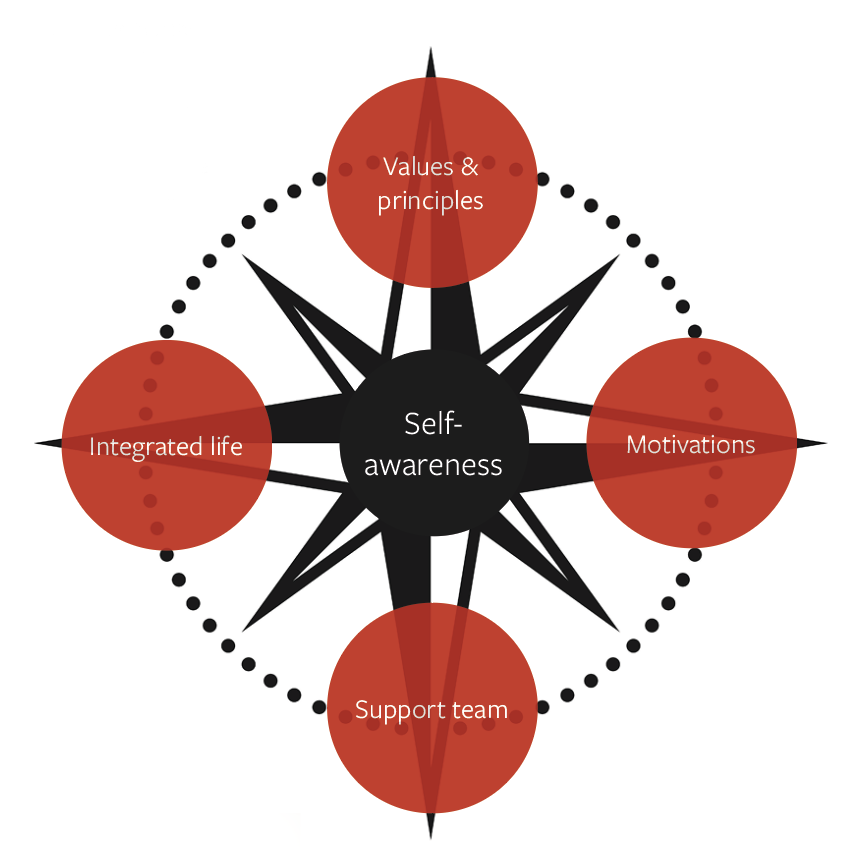 Values &
principles
Self-
awareness
Integrated life
Motivations
Support team